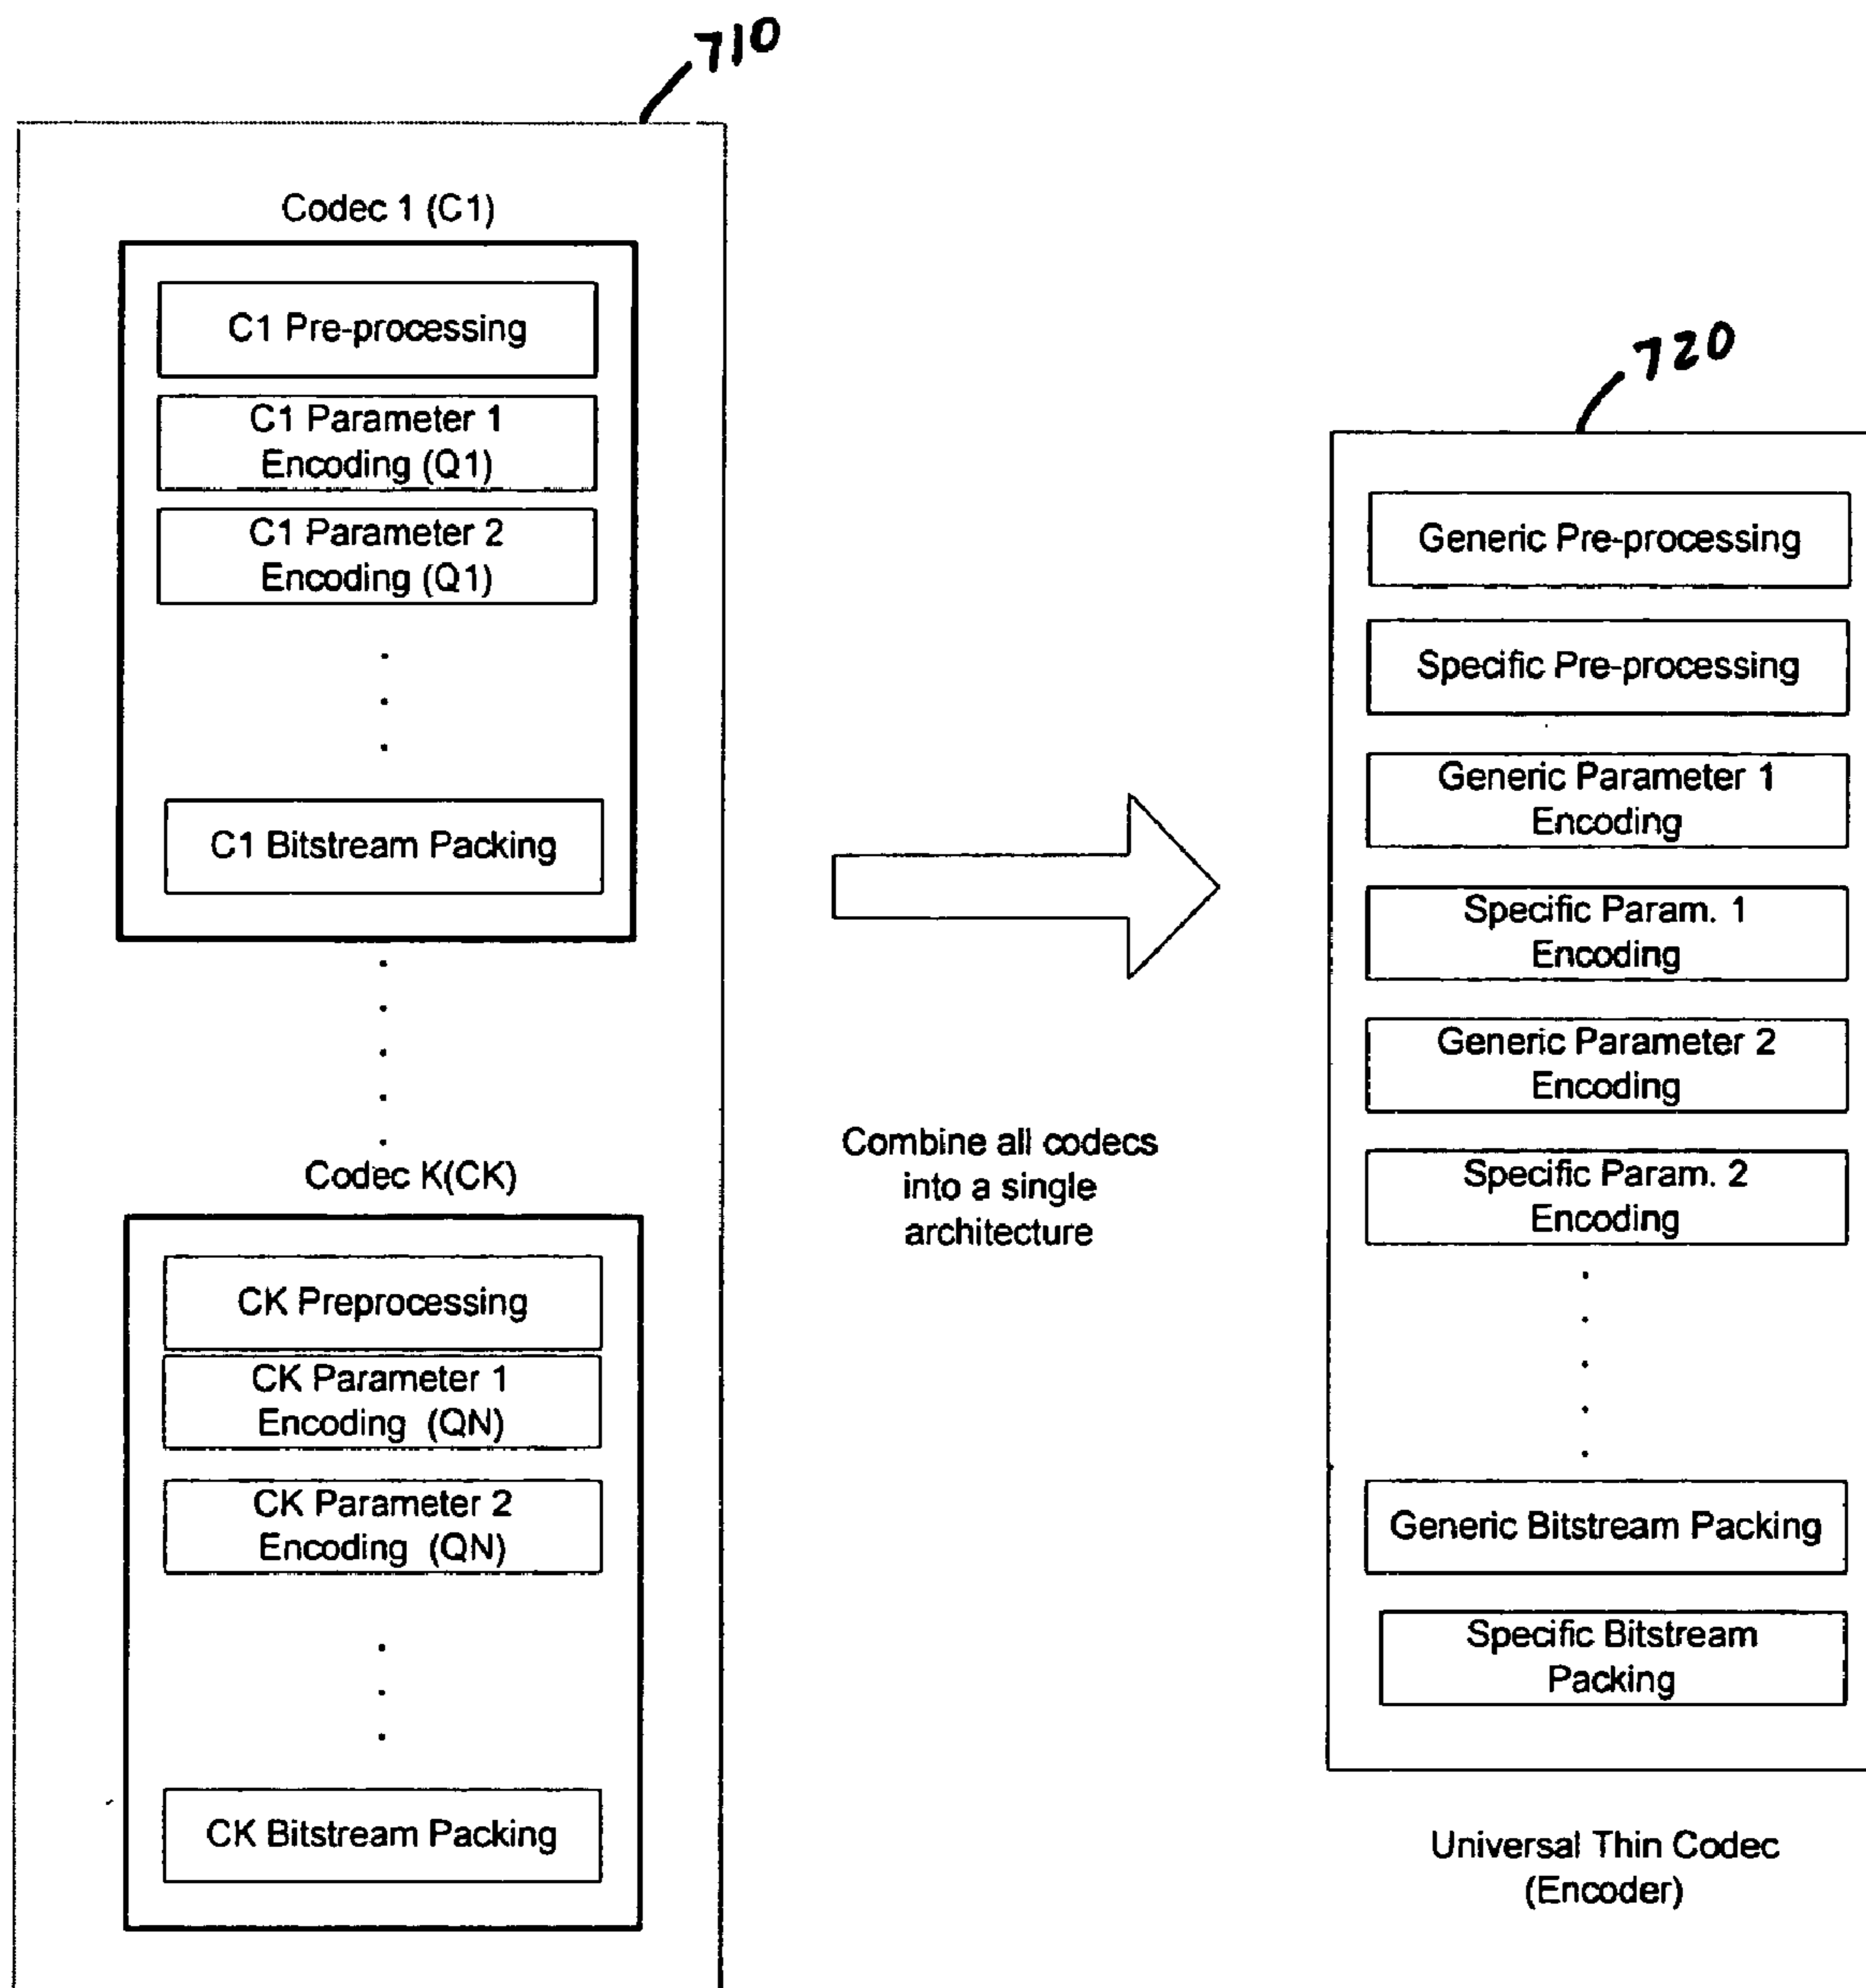 710
Codec 1 (C1)
C1 Pre-processing
C1 Parameter 1
Encoding (Q1)
C1 Parameter 2
Encoding (Q1)
C1 Bitstream Packing
Codec K(CK)
CK Preprocessing
CK Parameter 1
Encoding (QN)
CK Parameter 2
Encoding (QN)
CK Bitstream Packing
Combine all codecs
into a single
architecture
720
Generic Pre-processing
Specific Pre-processing
Generic Parameter 1
Encoding
Specific Param. 1
Encoding
Generic Parameter 2
Encoding
Specific Param. 2
Encoding
Generic Bitstream Packing
Specific Bitstream
Packing
Universal Thin Codec
(Encoder)